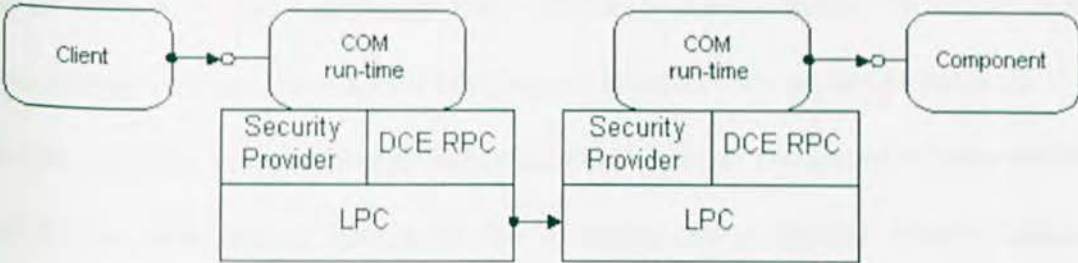 Client
COM
run-time
COM
run-time
Component
Security
Provider
DCE RPC
Security
Provider
DCE RPC
LPC
LPC